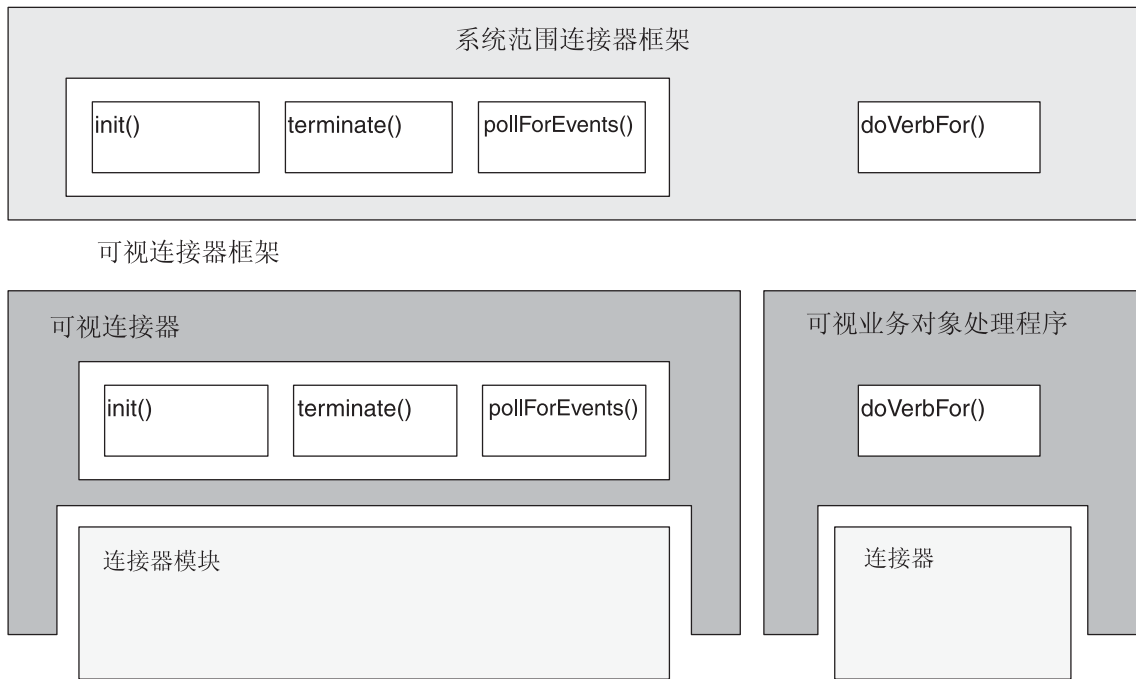 系统范围连接器框架
init()
terminate()
pollForEvents()
doVerbFor()
可视连接器框架
可视连接器
init()
terminate()
pollForEvents()
连接器模块
可视业务对象处理程序
doVerbFor()
连接器